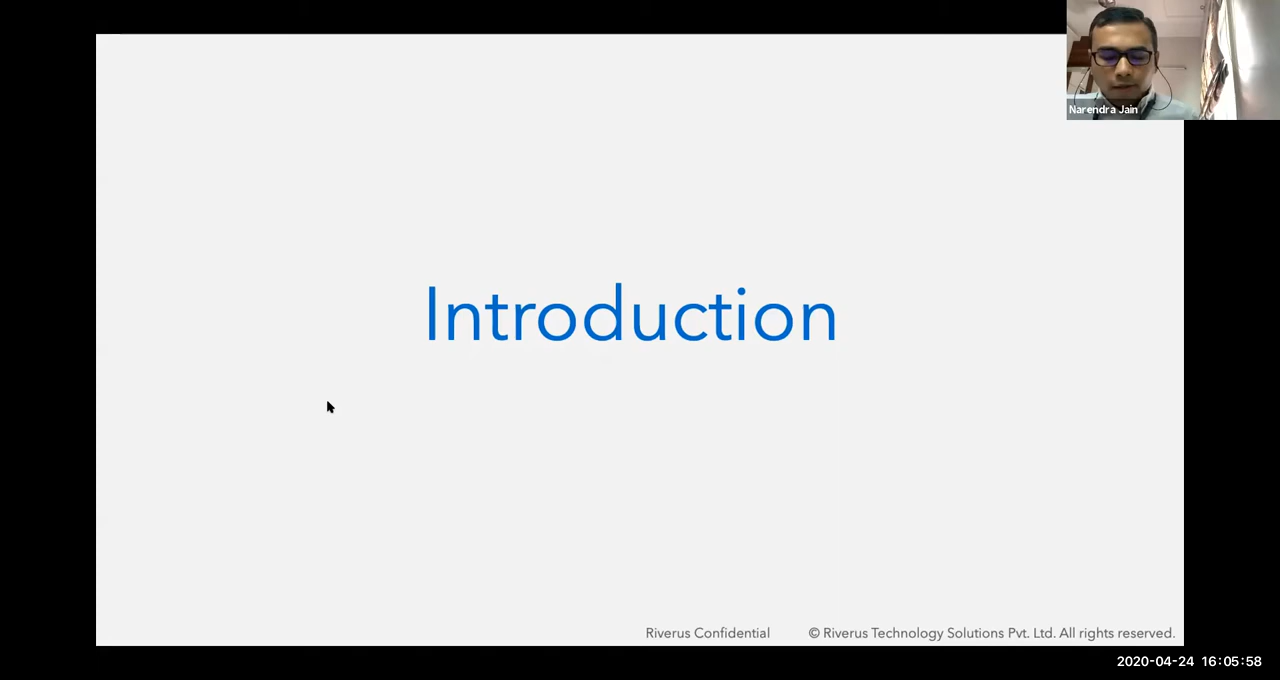 Narendra Jain
Introduction
Riverus Confidential © Riverus Technology Solutions Pvt. Ltd. All rights reserved.
2020-04-24 16:05:58